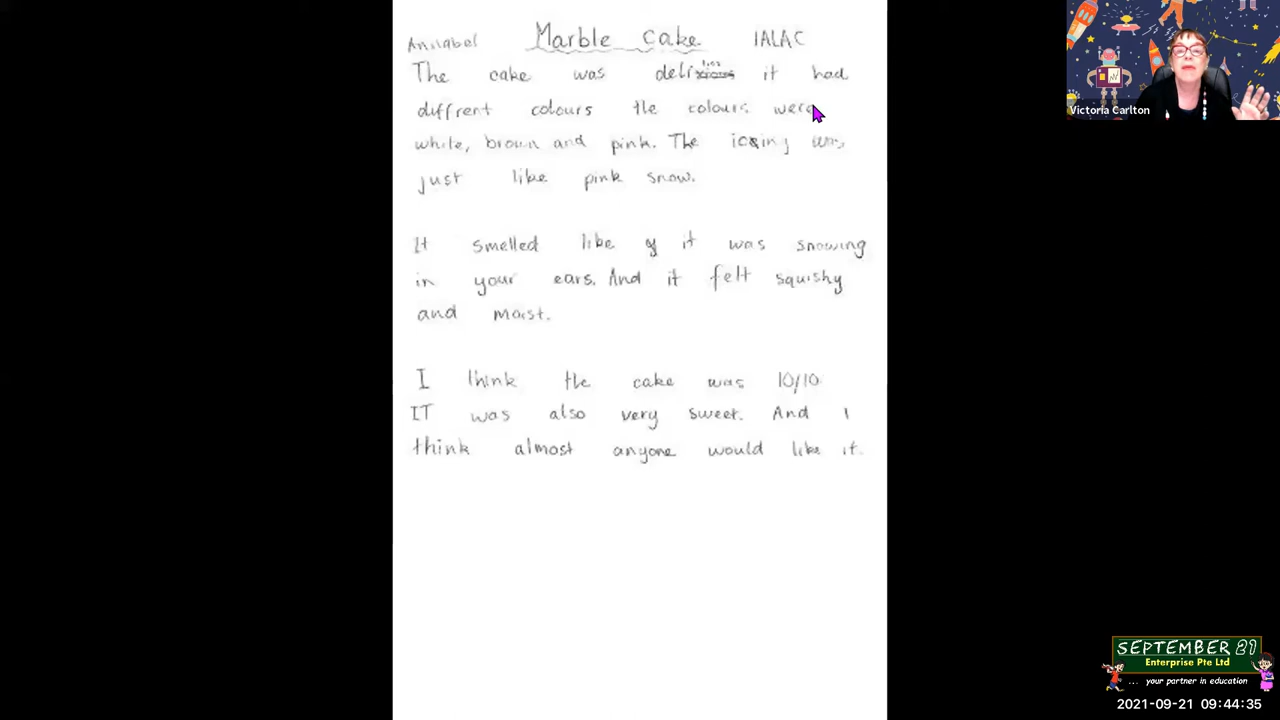 Annabel Marble cake IALAC
The cake was delicios it had
diffrent colours the colours were
white, brown and pink. The icing was
just like pink snow.
It smelled like if it was snowing
in your ears. And it felt squishy
and moist.
I think the cake was 10/10
IT was also very sweet. And I
think almost anyone would like it.
Victoria Carlton
SEPTEMBER 21
Enterprise Pte Ltd
... your partner in education
2021-09-21 09:44:35